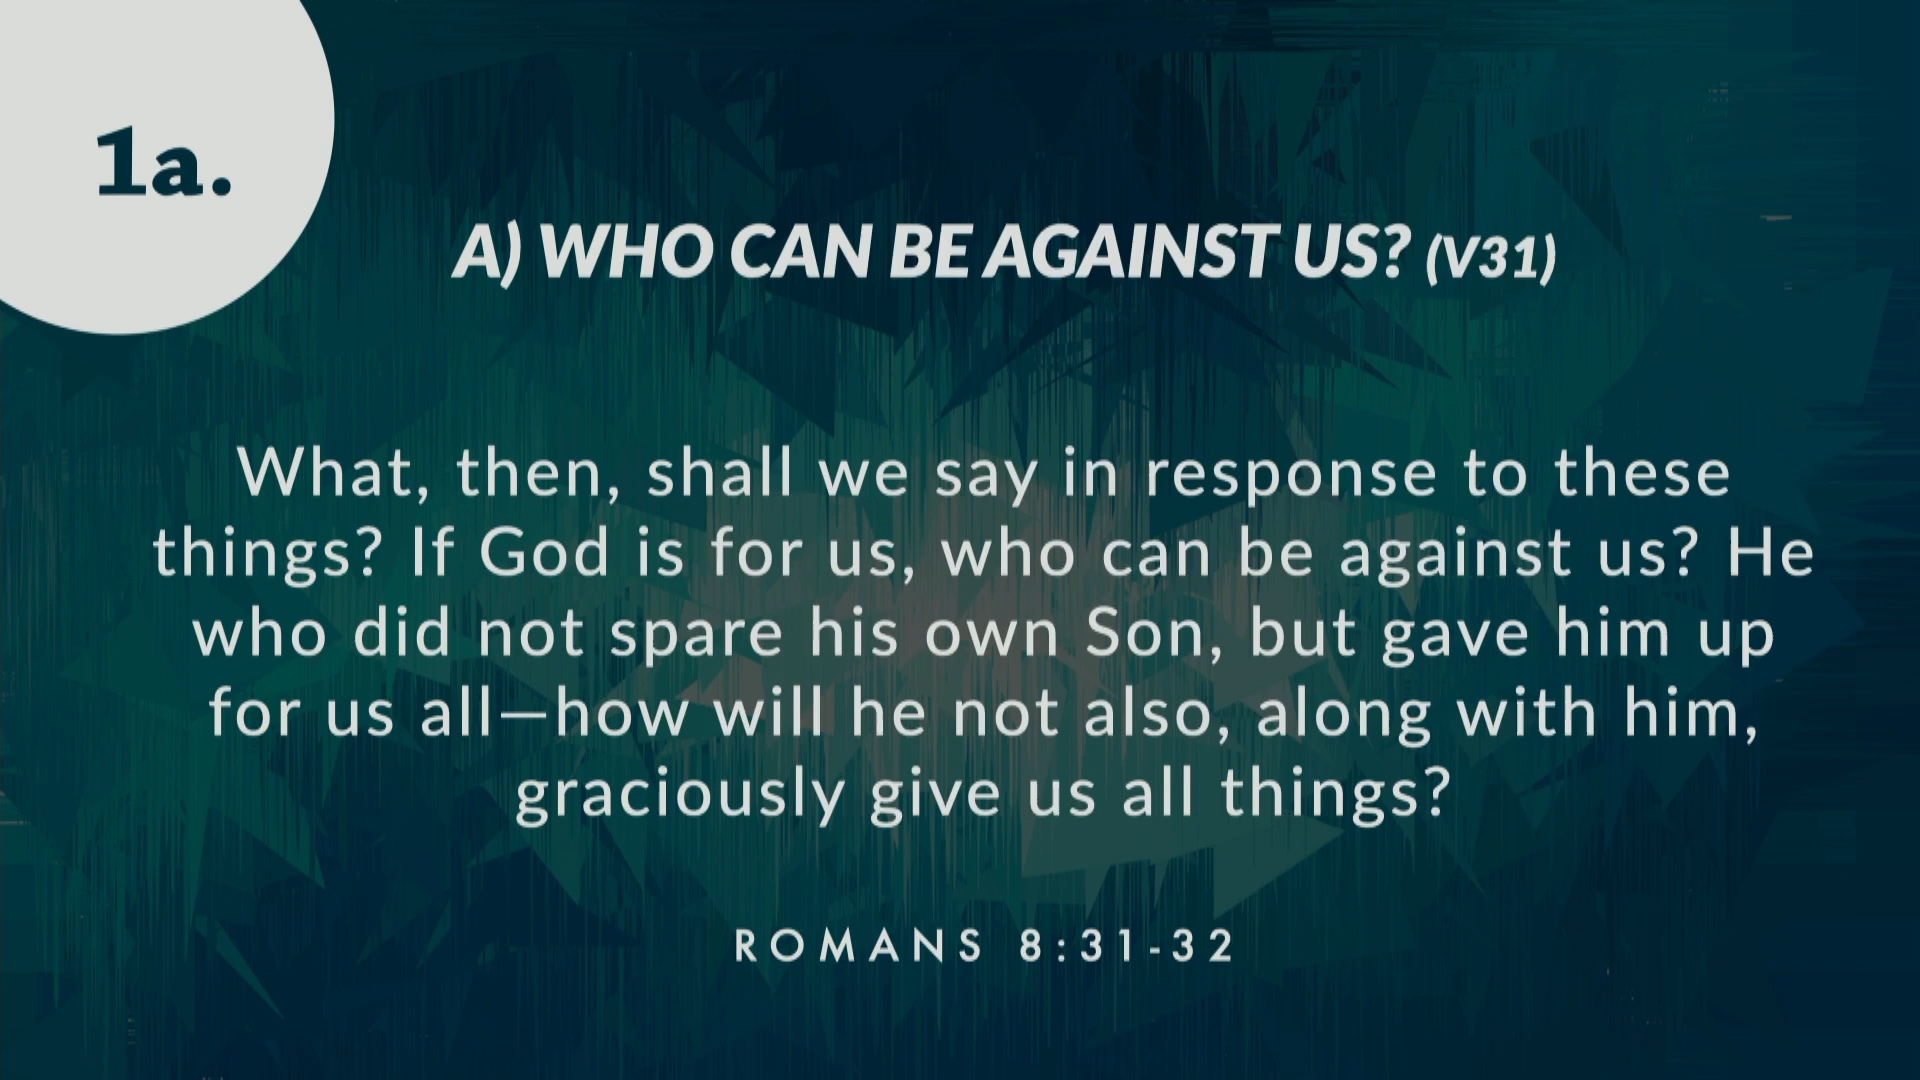 1a.
A) WHO CAN BE AGAINST US? (V31)
What, then, shall we say in response to these
things? If God is for us, who can be against us? He
who did not spare his own Son, but gave him up
for us all—how will he not also, along with him,
graciously give us all things?
ROMANS 8:31-32